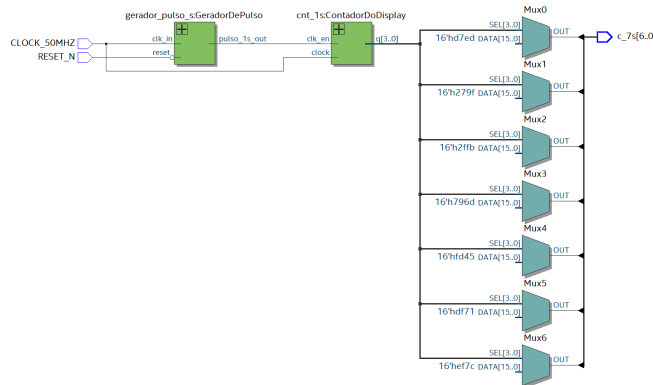 gerador_pulso_s:GeradorDePulso
cnt_1s:ContadorDoDisplay
CLOCK_50MHZ
RESET_N
clk_in
reset
pulso_1s_out
clk_en
clock
q[3..0]
Mux0
SEL[3..0]
16'hd7ed DATA[15..0]
OUT
c_7s[6..0
Mux1
SEL[3..0]
16'h279f DATA[15..0]
OUT
Mux2
SEL[3..0]
16'h2ffb DATA[15..0]
OUT
Mux3
SEL[3..0]
16'h796d DATA[15..0]
OUT
Mux4
SEL[3..0]
16'hfd45 DATA[15..0]
OUT
Mux5
SEL[3..0]
16'hdf71 DATA[15..0]
OUT
Mux6
SEL[3..0]
16'hef7c DATA[15..0]
OUT